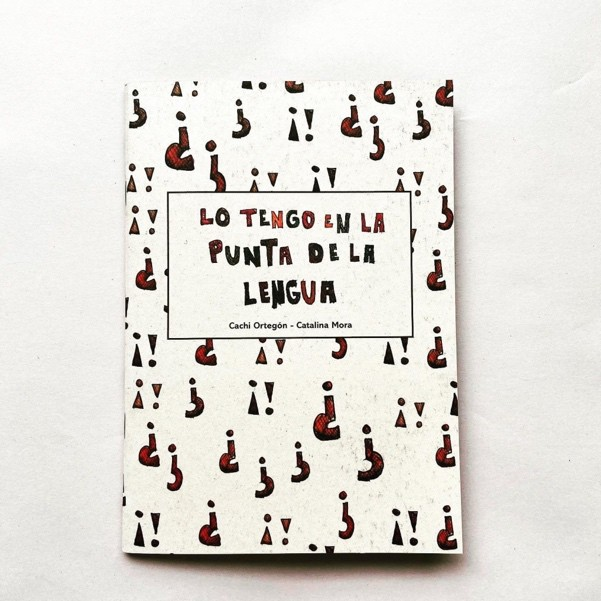 LO TENGO EN LA
PUNTA DE LA
LENGUA
Cachi Ortegón - Catalina Mora